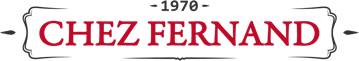 - 1970 -
CHEZ FERNAND